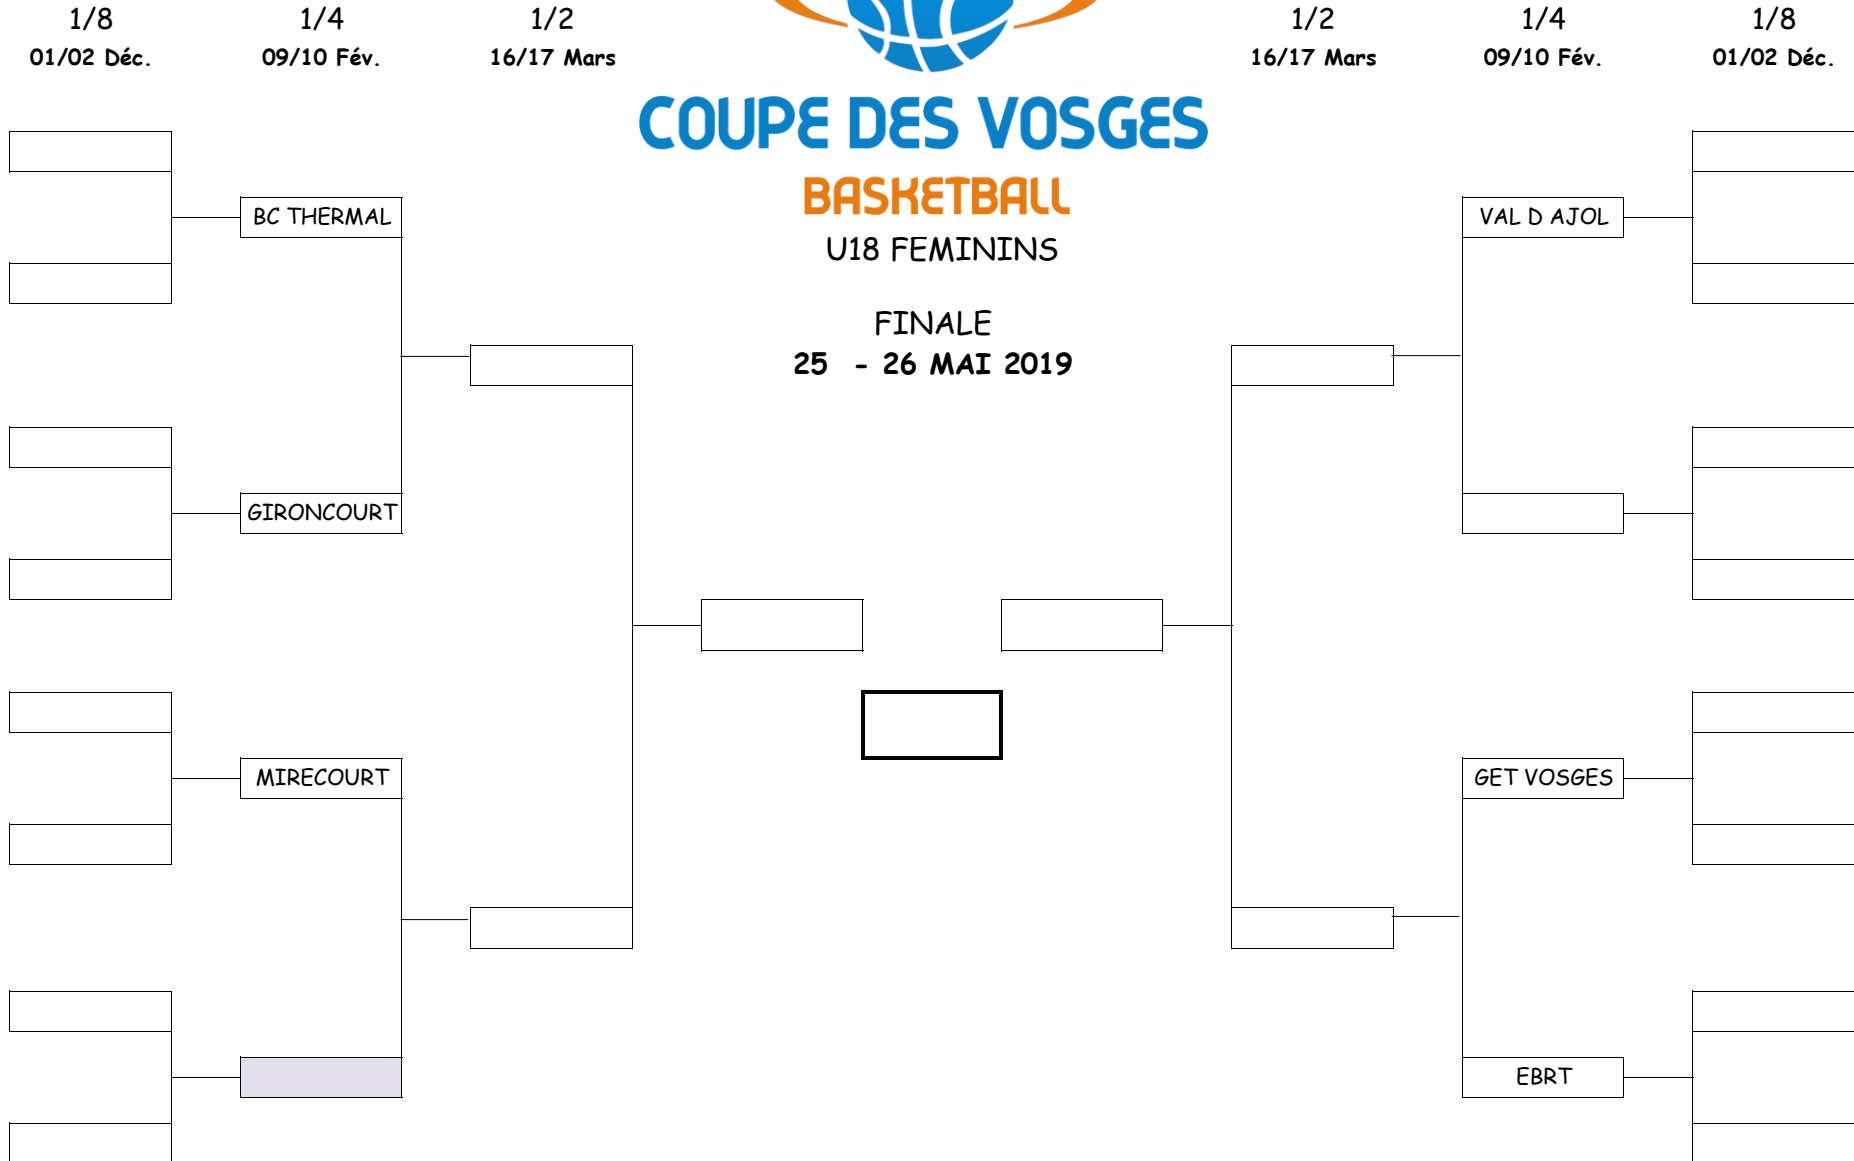 1/8 1/4 1/2 1/2 1/4 1/8
01/02 Déc. 09/10 Fév. 16/17 Mars 16/17 Mars 09/10 Fév. 01/02 Déc.
COUPE DES VOSGES
BASKETBALL
BC THERMAL VAL D AJOL
U18 FEMININS
FINALE
25 - 26 MAI 2019
GIRONCOURT
MIRECOURT GET VOSGES
EBRT